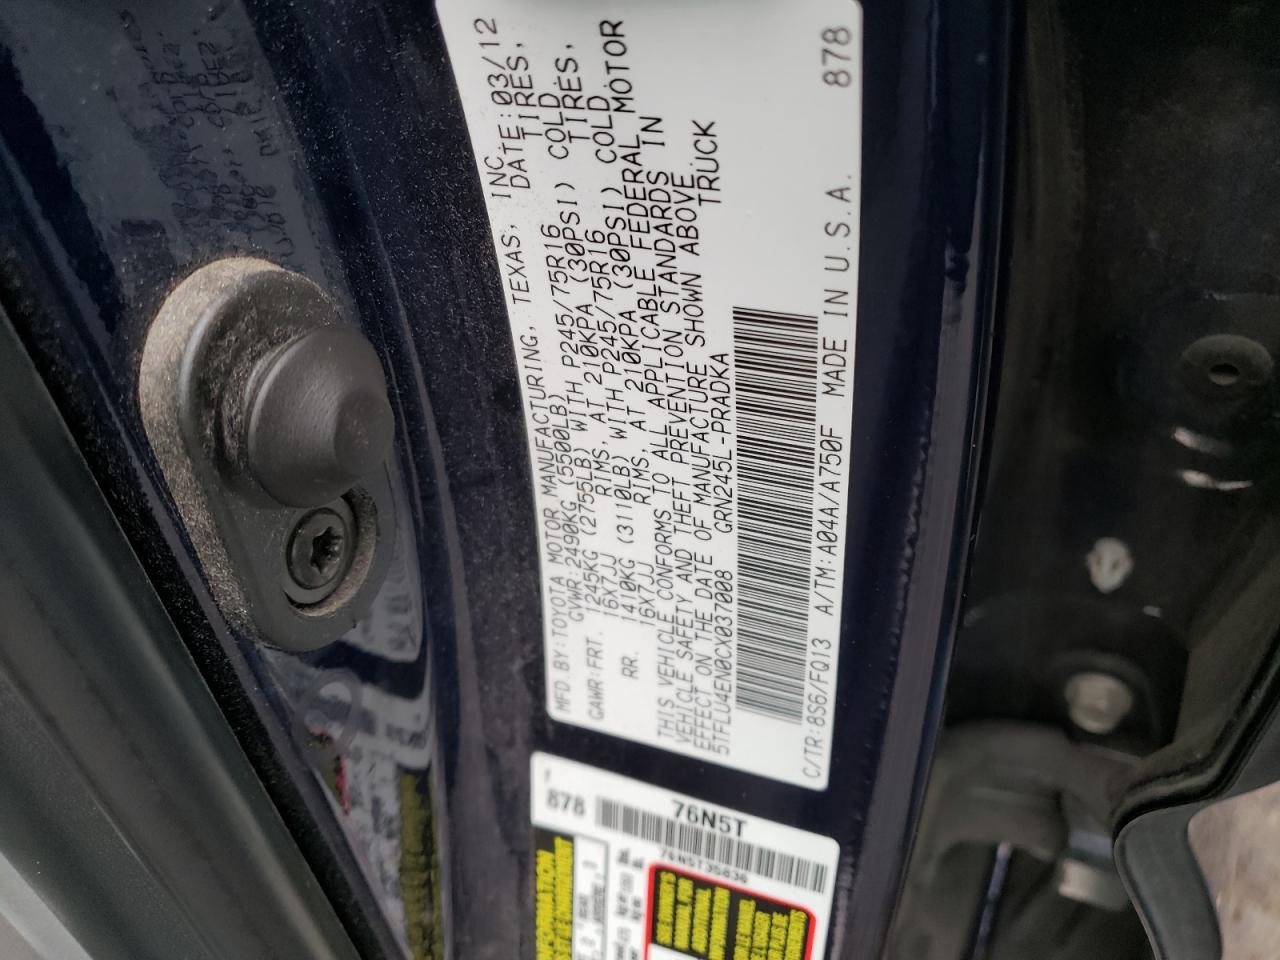 MFD.BY:TOYOTA MOTOR MANUFACTURING, TEXAS, INC. DATE:03/12
GVWR:2490KG (5500LB)
GAWR:FRT. 1245KG (2755LB) WITH P245/75R16 TIRES,
16X7JJ RIMS, AT 210KPA (30PSI) COLD
RR. 1410KG (3110LB) WITH P245/75R16 TIRES,
16X7JJ RIMS, AT 210KPA (30PSI) COLD
THIS VEHICLE CONFORMS TO ALL APPLICABLE FEDERAL MOTOR
VEHICLE SAFETY AND THEFT PREVENTION STANDARDS IN
EFFECT ON THE DATE OF MANUFACTURE SHOWN ABOVE.
5TFLU4EN0CX037008 GRN245L-PRADKA TRUCK
C/TR:8S6/FQ13 A/TM:A04A/A750F MADE IN U.S.A. 878
878
76N5T
76N5T35836